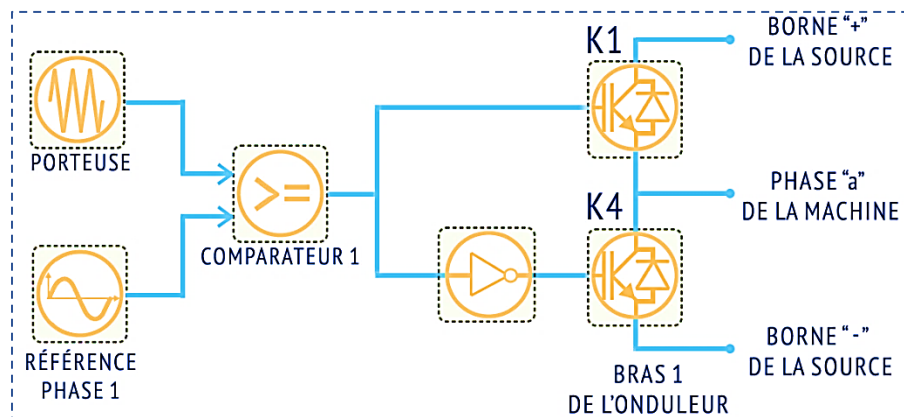 PORTEUSE
RÉFÉRENCE
PHASE 1
>=
COMPARATEUR 1
K1
K4
BRAS 1
DE L'ONDULEUR
BORNE "+"
DE LA SOURCE
PHASE "a"
DE LA MACHINE
BORNE "-"
DE LA SOURCE